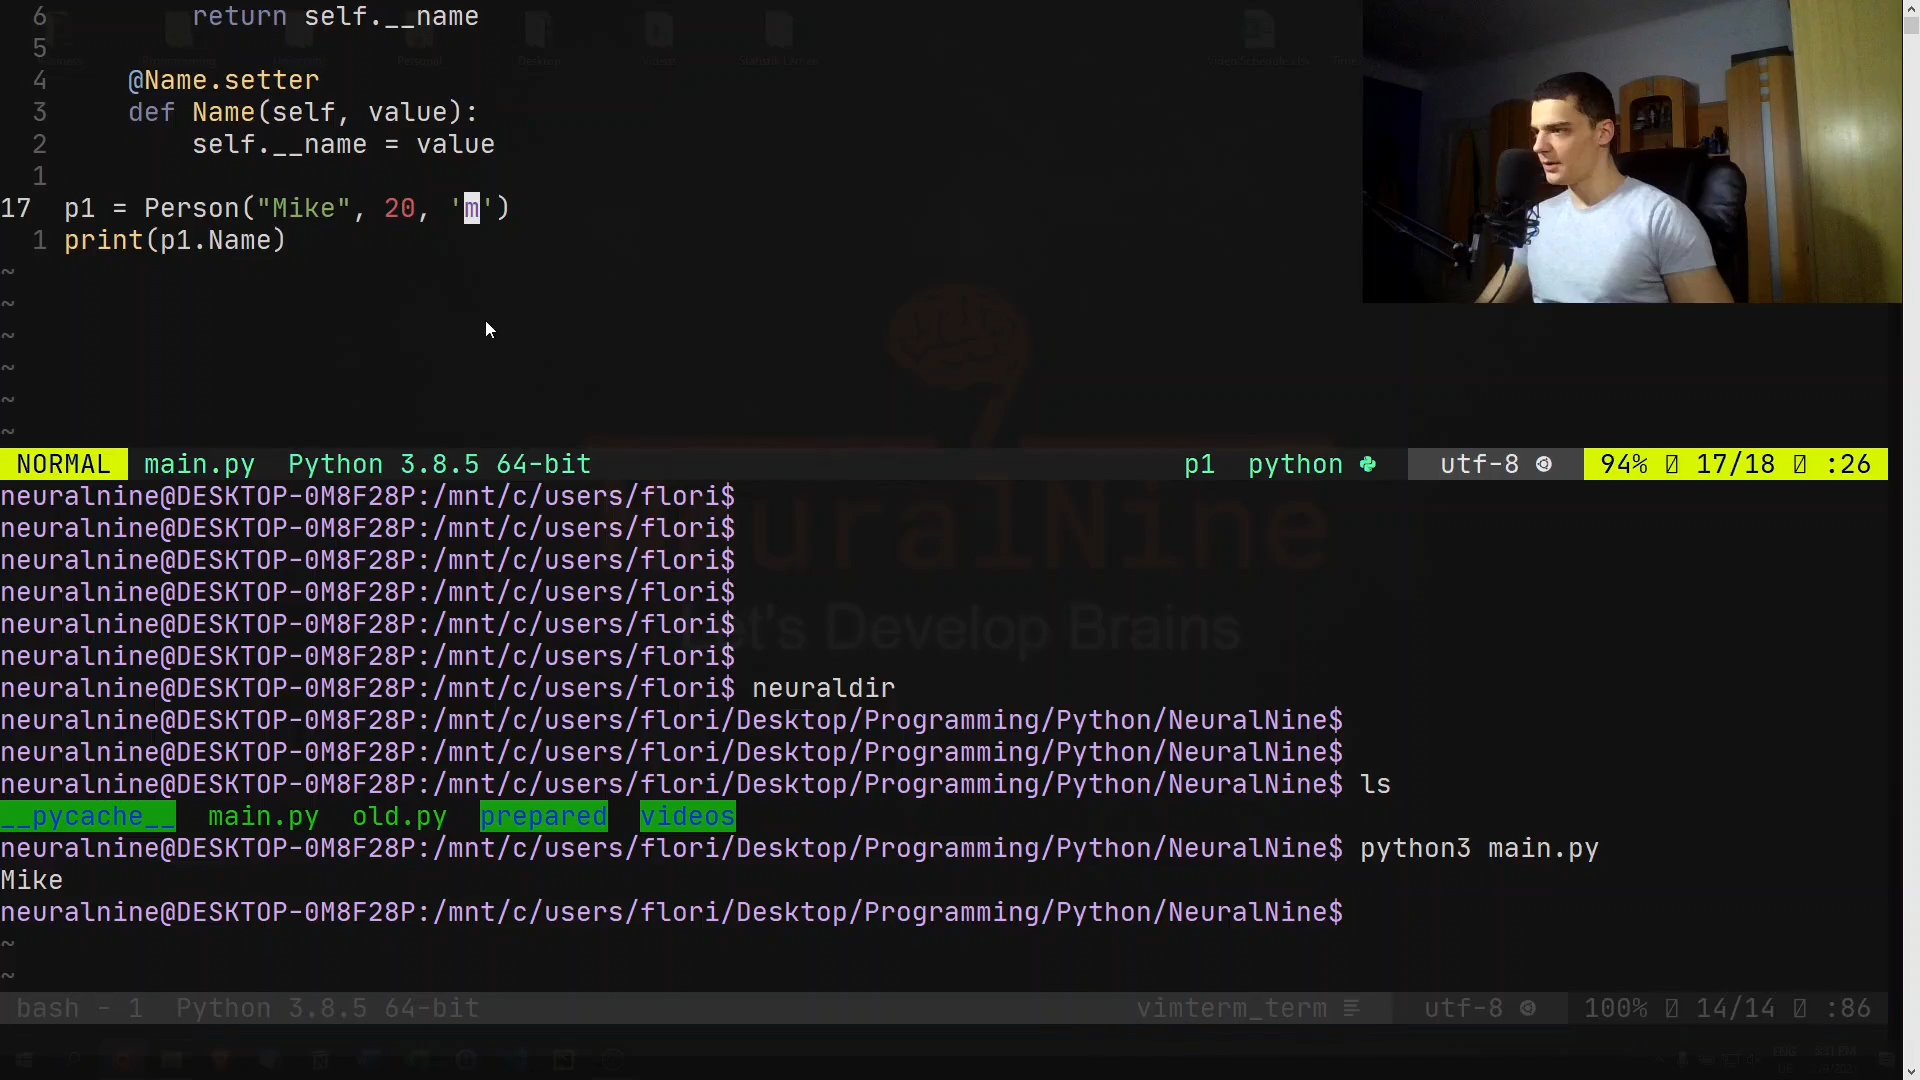 6 return self.__name
5
4 @Name.setter
3 def Name(self, value):
2 self.__name = value
1
17 p1 = Person("Mike", 20, 'm')
1 print(p1.Name)
~
~
~
~
~
~
NORMAL main.py Python 3.8.5 64-bit p1 python utf-8 94% 17/18 :26
neuralnine@DESKTOP-0M8F28P:/mnt/c/users/flori$
neuralnine@DESKTOP-0M8F28P:/mnt/c/users/flori$
neuralnine@DESKTOP-0M8F28P:/mnt/c/users/flori$
neuralnine@DESKTOP-0M8F28P:/mnt/c/users/flori$
neuralnine@DESKTOP-0M8F28P:/mnt/c/users/flori$
neuralnine@DESKTOP-0M8F28P:/mnt/c/users/flori$
neuralnine@DESKTOP-0M8F28P:/mnt/c/users/flori$ neuraldir
neuralnine@DESKTOP-0M8F28P:/mnt/c/users/flori/Desktop/Programming/Python/NeuralNine$
neuralnine@DESKTOP-0M8F28P:/mnt/c/users/flori/Desktop/Programming/Python/NeuralNine$
neuralnine@DESKTOP-0M8F28P:/mnt/c/users/flori/Desktop/Programming/Python/NeuralNine$ ls
__pycache__ main.py old.py prepared videos
neuralnine@DESKTOP-0M8F28P:/mnt/c/users/flori/Desktop/Programming/Python/NeuralNine$ python3 main.py
Mike
neuralnine@DESKTOP-0M8F28P:/mnt/c/users/flori/Desktop/Programming/Python/NeuralNine$
~
~
bash - 1 Python 3.8.5 64-bit vimterm_term utf-8 100% 14/14 :86
uralNine
Let's Develop Brains